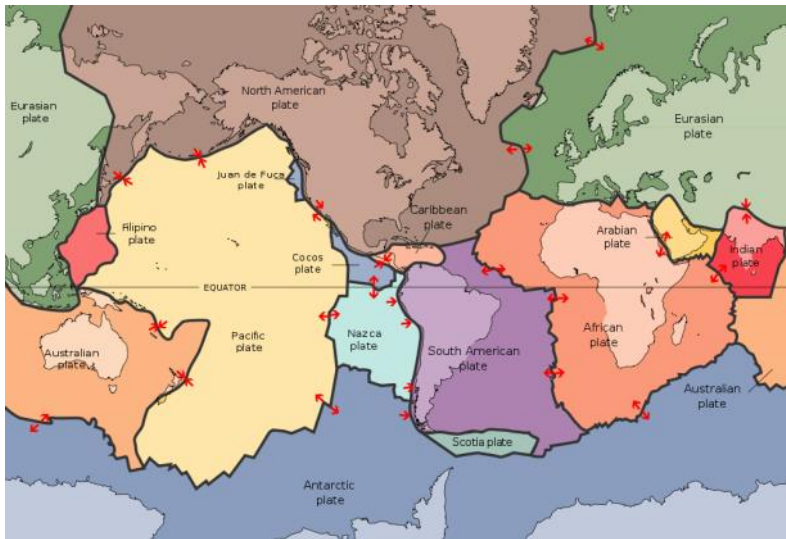 North American
plate
Eurasian
plate
Eurasian
plate
Juan de Fuca
plate
Filipino
plate
Caribbean
plate
Arabian
plate
Indian
plate
Cocos
plate
EQUATOR
Pacific
plate
Nazca
plate
South American
plate
African
plate
Australian
plate
Australian
plate
Scotia plate
Antarctic
plate